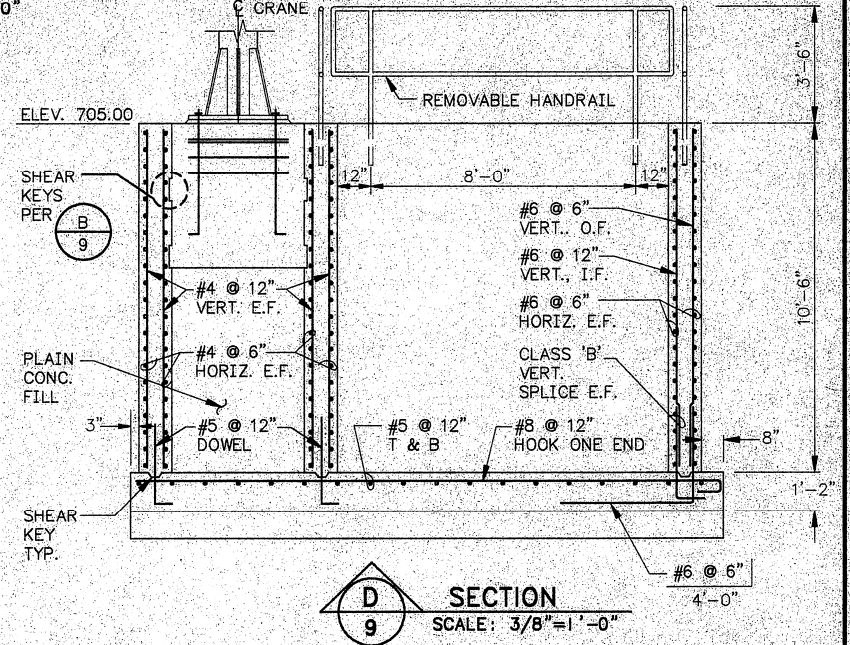 0"
℄ CRANE
3'-6"
REMOVABLE HANDRAIL
ELEV. 705.00
SHEAR
KEYS
PER
B
9
12"
8'-0"
12"
#6 @ 6"
VERT., O.F.
#6 @ 12"
VERT., I.F.
#6 @ 6"
HORIZ. E.F.
10'-6"
#4 @ 12"
VERT. E.F.
#4 @ 6"
HORIZ. E.F.
PLAIN
CONC.
FILL
CLASS 'B'
VERT.
SPLICE E.F.
3"
#5 @ 12"
DOWEL
#5 @ 12"
T & B
#8 @ 12"
HOOK ONE END
8"
1'-2"
SHEAR
KEY
TYP.
#6 @ 6"
4'-0"
D
9
SECTION
SCALE: 3/8"=1'-0"